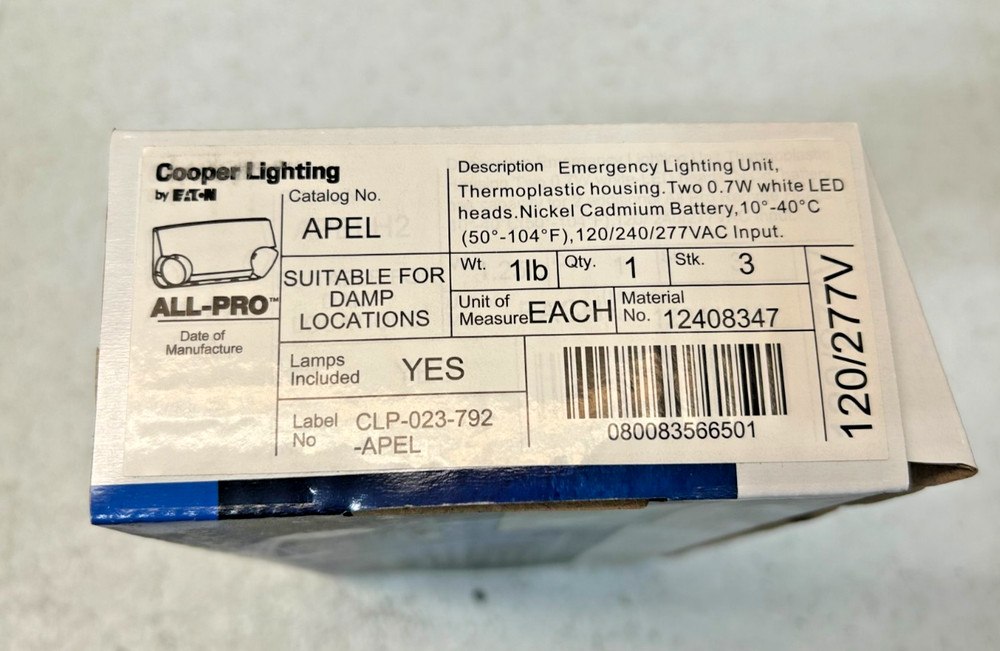 Cooper Lighting
by EATON
ALL-PRO™
Date of
Manufacture
Catalog No.
APEL
SUITABLE FOR
DAMP
LOCATIONS
Description Emergency Lighting Unit,
Thermoplastic housing.Two 0.7W white LED
heads.Nickel Cadmium Battery,10°-40°C
(50°-104°F),120/240/277VAC Input.
Wt. 1lb
Qty. 1
Stk. 3
Unit of
Measure EACH
Material
No. 12408347
Lamps
Included YES
Label
No CLP-023-792
-APEL
080083566501
120/277V